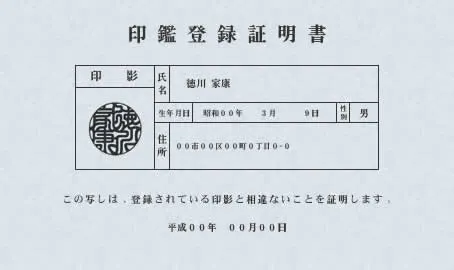 印鑑登録証明書
印影
氏名
徳川 家康
生年月日
昭和００年 ３月 ９日
性別
男
住所
００市００区００町０丁目０-０
この写しは，登録されている印影と相違ないことを証明します．
平成００年 ００月００日